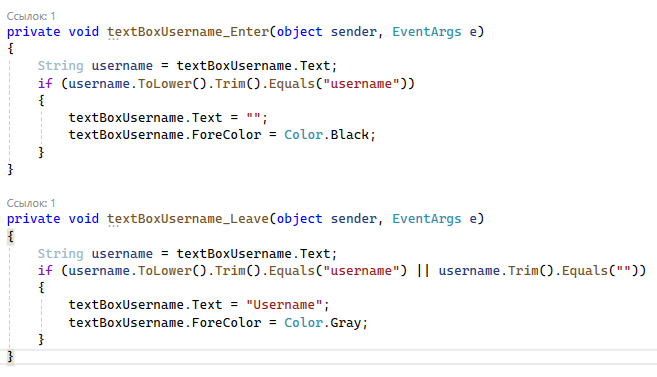 Ссылок: 1
private void textBoxUsername_Enter(object sender, EventArgs e)
{
    String username = textBoxUsername.Text;
    if (username.ToLower().Trim().Equals("username"))
    {
        textBoxUsername.Text = "";
        textBoxUsername.ForeColor = Color.Black;
    }
}
Ссылок: 1
private void textBoxUsername_Leave(object sender, EventArgs e)
{
    String username = textBoxUsername.Text;
    if (username.ToLower().Trim().Equals("username") || username.Trim().Equals(""))
    {
        textBoxUsername.Text = "Username";
        textBoxUsername.ForeColor = Color.Gray;
    }
}